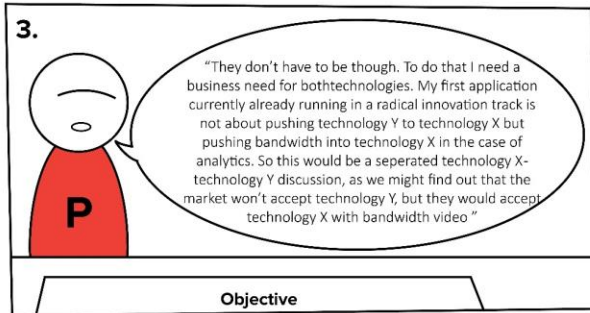 3.
“They don’t have to be though. To do that I need a
business need for bothtechnologies. My first application
currently already running in a radical innovation track is
not about pushing technology Y to technology X but
pushing bandwidth into technology X in the case of
analytics. So this would be a seperated technology X-
technology Y discussion, as we might find out that the
market won’t accept technology Y, but they would accept
technology X with bandwidth video ”
P
Objective